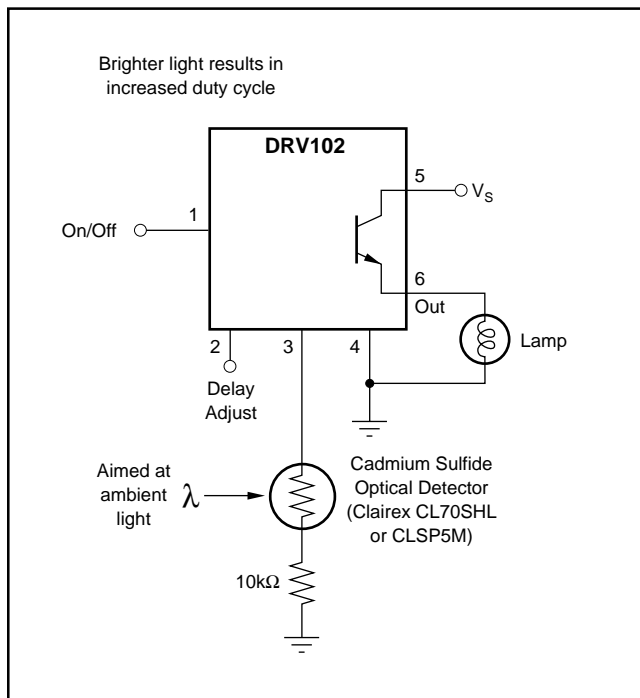 Brighter light results in
increased duty cycle
DRV102
5
V_S
1
On/Off
6
Out
2
3
4
Lamp
Delay
Adjust
Cadmium Sulfide
Optical Detector
(Clairex CL70SHL
or CLSP5M)
Aimed at
ambient
light
λ
10kΩ